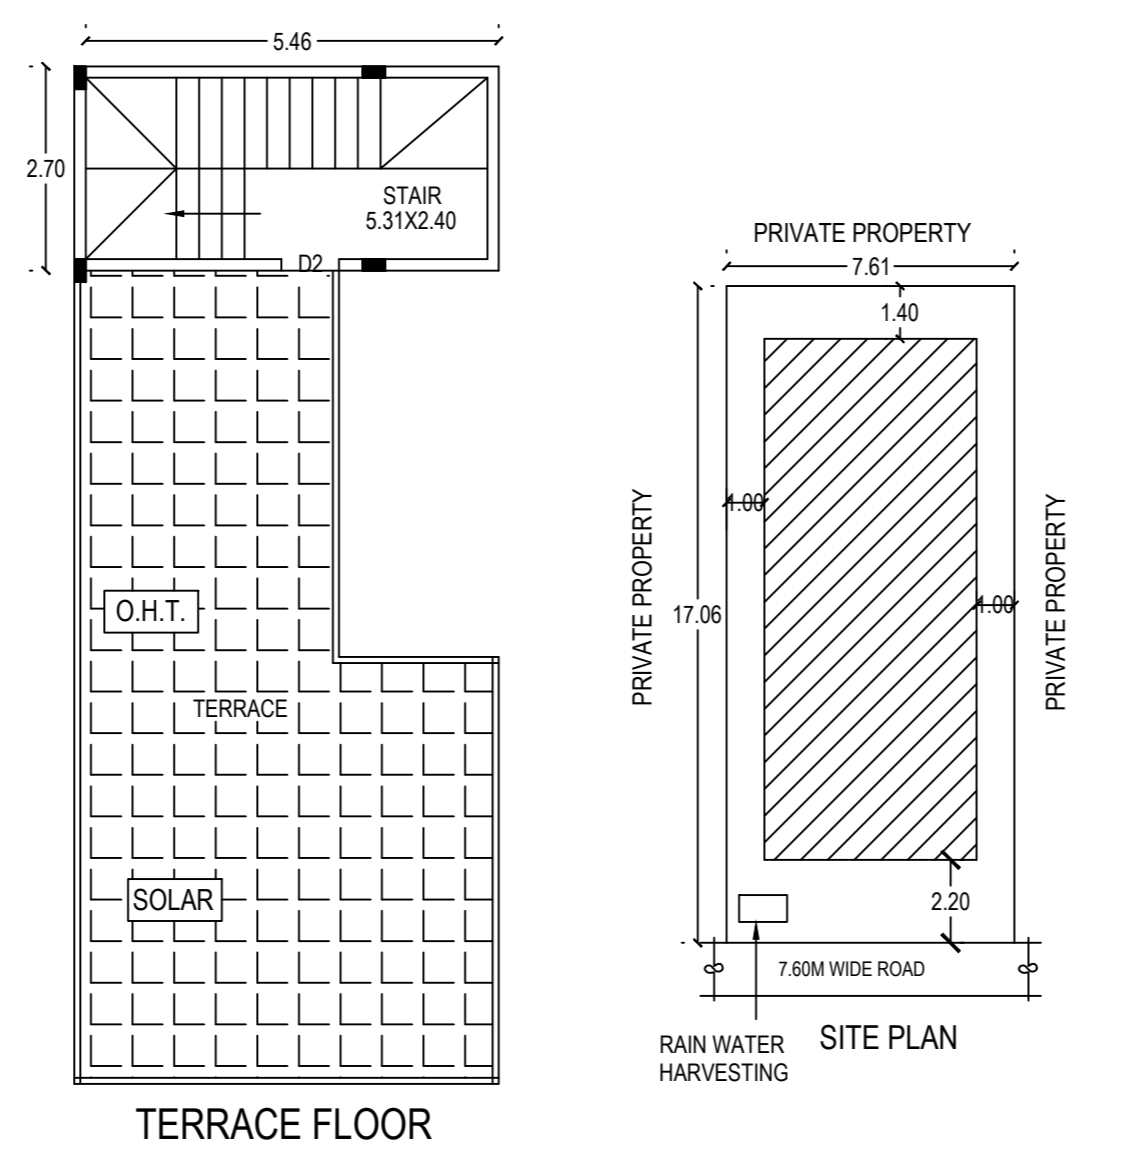 5.46
2.70
STAIR
5.31X2.40
D2
O.H.T.
TERRACE
SOLAR
TERRACE FLOOR
PRIVATE PROPERTY
7.61
1.40
1.00
PRIVATE PROPERTY
17.06
1.00
PRIVATE PROPERTY
2.20
7.60M WIDE ROAD
RAIN WATER
HARVESTING
SITE PLAN